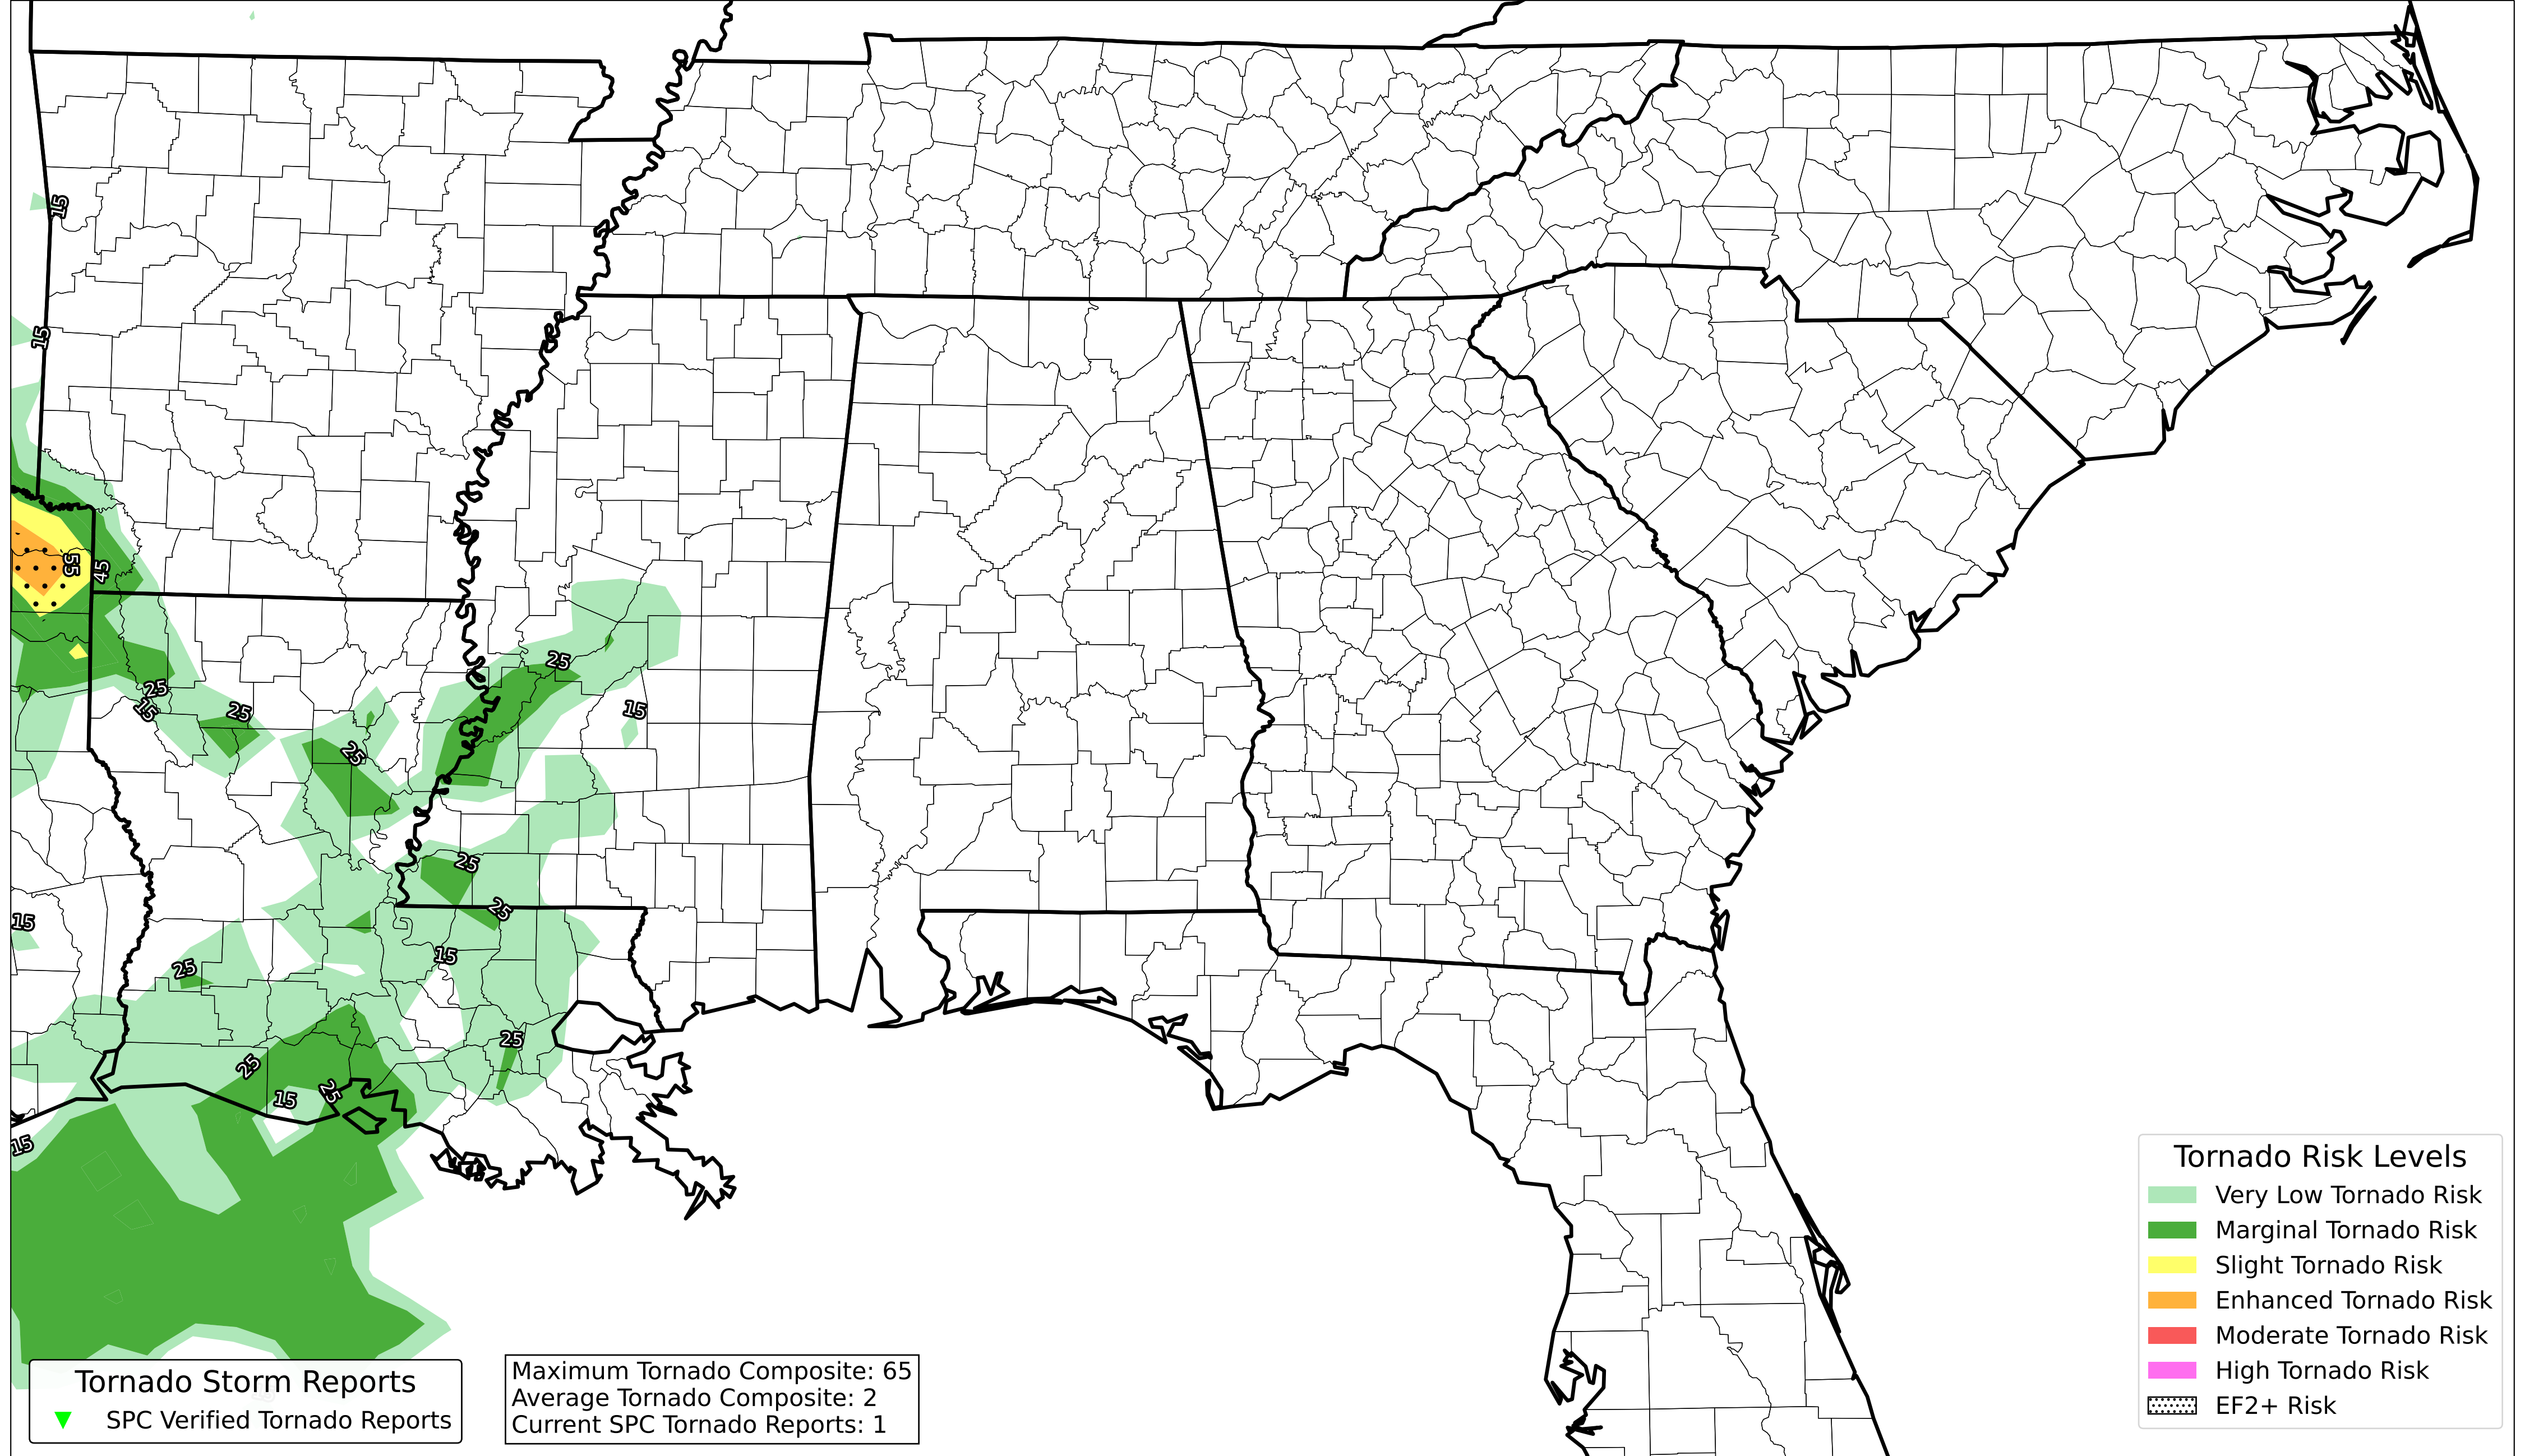 15
15
55
45
25
25
15
25
15
25
25
25
15
15
25
25
25
15
25
15
Tornado Risk Levels
Very Low Tornado Risk
Marginal Tornado Risk
Slight Tornado Risk
Enhanced Tornado Risk
Moderate Tornado Risk
High Tornado Risk
EF2+ Risk
Tornado Storm Reports
SPC Verified Tornado Reports
Maximum Tornado Composite: 65
Average Tornado Composite: 2
Current SPC Tornado Reports: 1